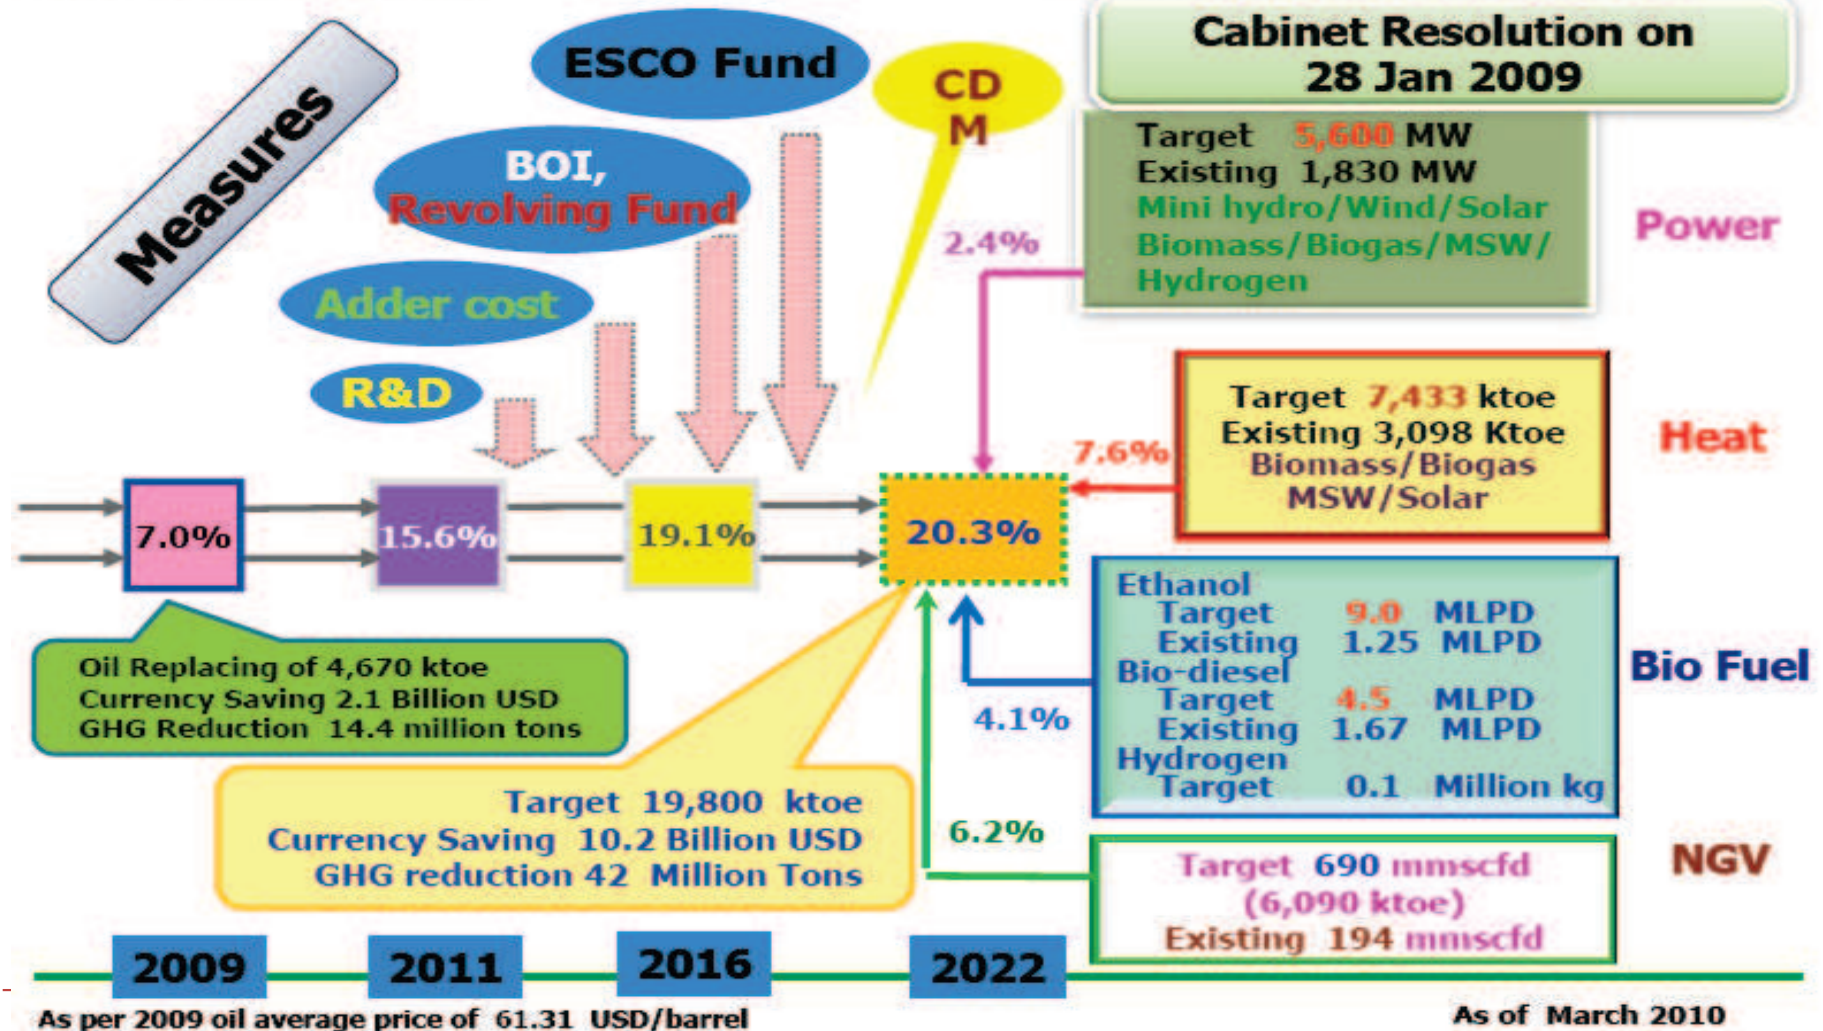 Measures
ESCO Fund
CD
M
BOI,
Revolving Fund
Adder cost
R&D
Cabinet Resolution on
28 Jan 2009
Target 5,600 MW
Existing 1,830 MW
Mini hydro/Wind/Solar
Biomass/Biogas/MSW/
Hydrogen
Power
2.4%
Target 7,433 ktoe
Existing 3,098 Ktoe
Biomass/Biogas
MSW/Solar
Heat
7.6%
7.0%
15.6%
19.1%
20.3%
Ethanol
Target 9.0 MLPD
Existing 1.25 MLPD
Bio-diesel
Target 4.5 MLPD
Existing 1.67 MLPD
Hydrogen
Target 0.1 Million kg
Bio Fuel
4.1%
Oil Replacing of 4,670 ktoe
Currency Saving 2.1 Billion USD
GHG Reduction 14.4 million tons
Target 19,800 ktoe
Currency Saving 10.2 Billion USD
GHG reduction 42 Million Tons
6.2%
Target 690 mmscfd
(6,090 ktoe)
Existing 194 mmscfd
NGV
2009
2011
2016
2022
As per 2009 oil average price of 61.31 USD/barrel
As of March 2010